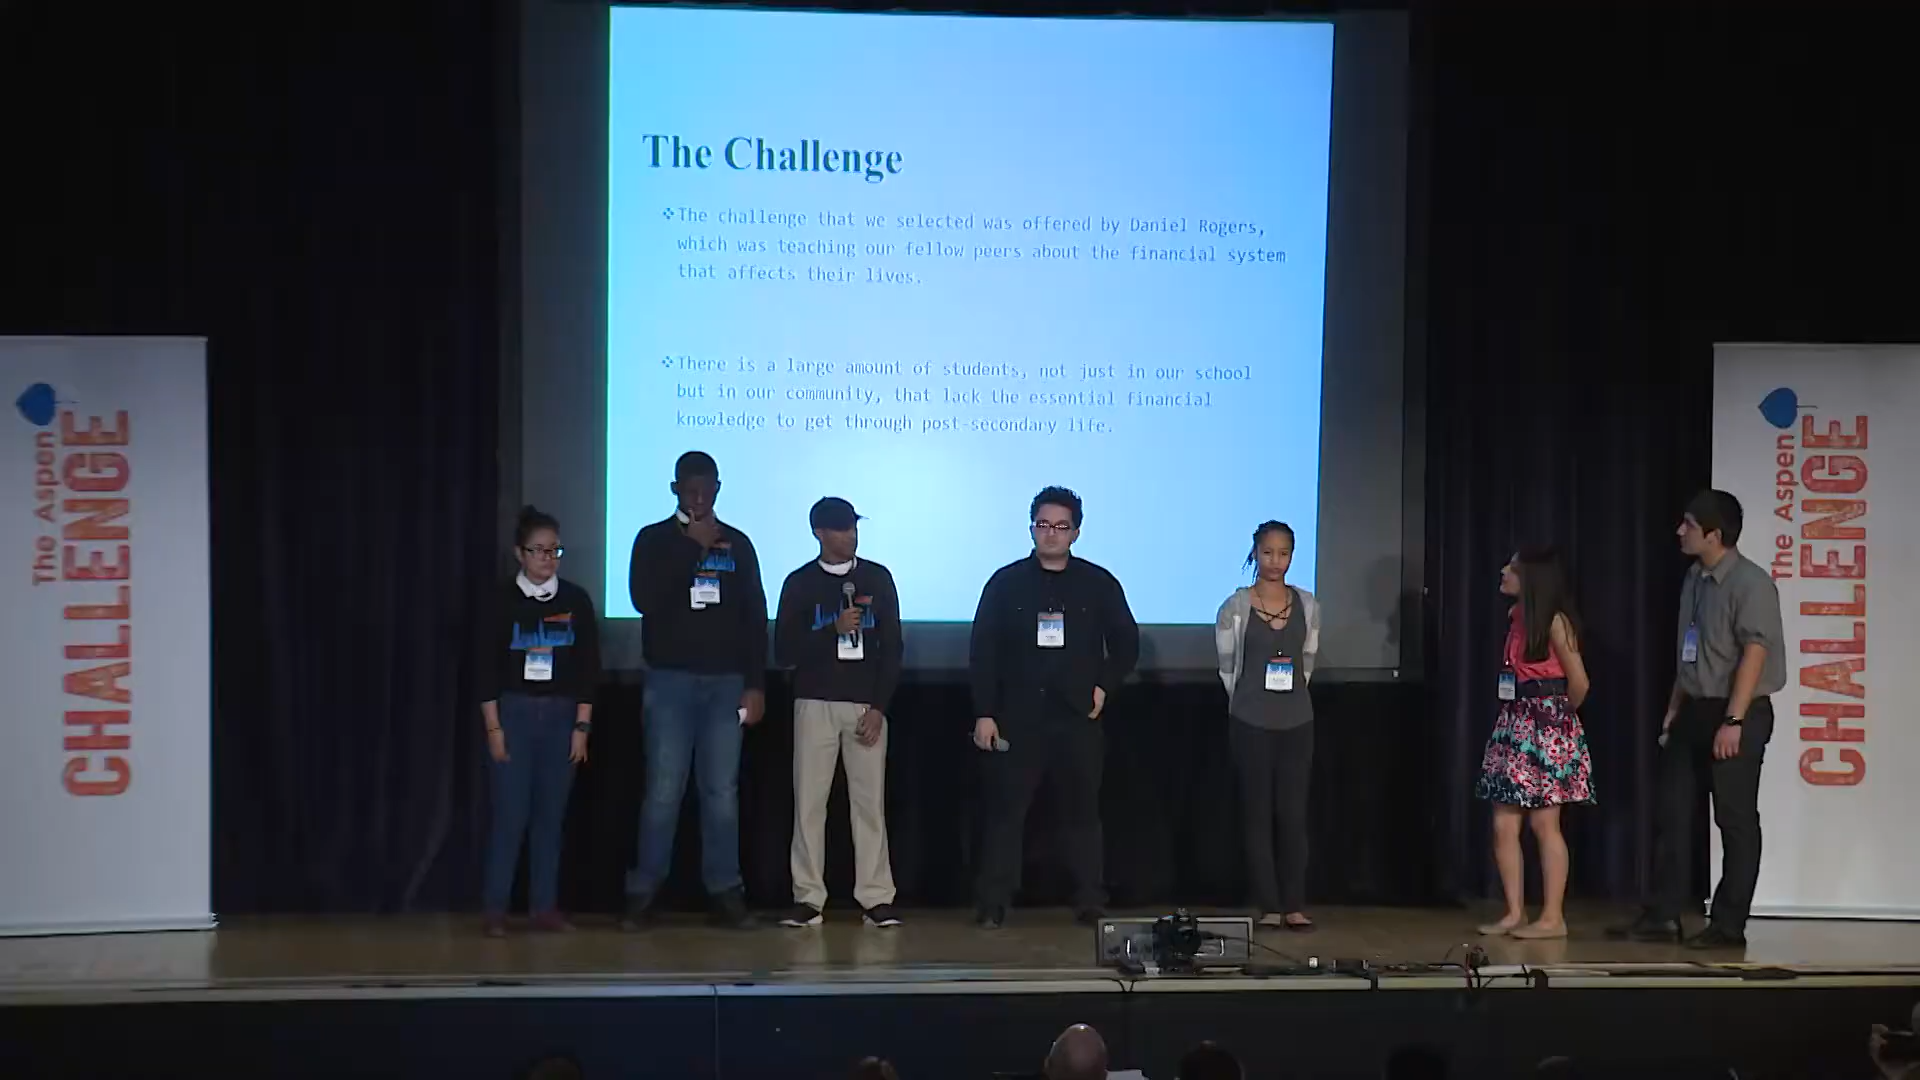 The Challenge
❖The challenge that we selected was offered by Daniel Rogers,
which was teaching our fellow peers about the financial system
that affects their lives.
❖There is a large amount of students, not just in our school
but in our community, that lack the essential financial
knowledge to get through post-secondary life.
The Aspen
CHALLENGE
The Aspen
CHALLENGE